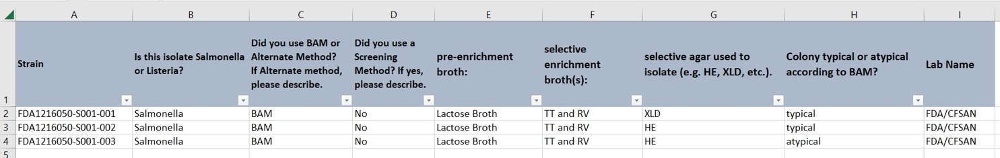 A B C D E F G H I
1
Strain
Is this isolate Salmonella
or Listeria?
Did you use BAM or
Alternate Method?
If Alternate method,
please describe.
Did you use a
Screening
Method? If yes,
please describe.
pre-enrichment
broth:
selective
enrichment
broth(s):
selective agar used to
isolate (e.g. HE, XLD, etc.).
Colony typical or atypical
according to BAM?
Lab Name
2 FDA1216050-S001-001 Salmonella BAM No Lactose Broth TT and RV XLD typical FDA/CFSAN
3 FDA1216050-S001-002 Salmonella BAM No Lactose Broth TT and RV HE typical FDA/CFSAN
4 FDA1216050-S001-003 Salmonella BAM No Lactose Broth TT and RV HE atypical FDA/CFSAN
5